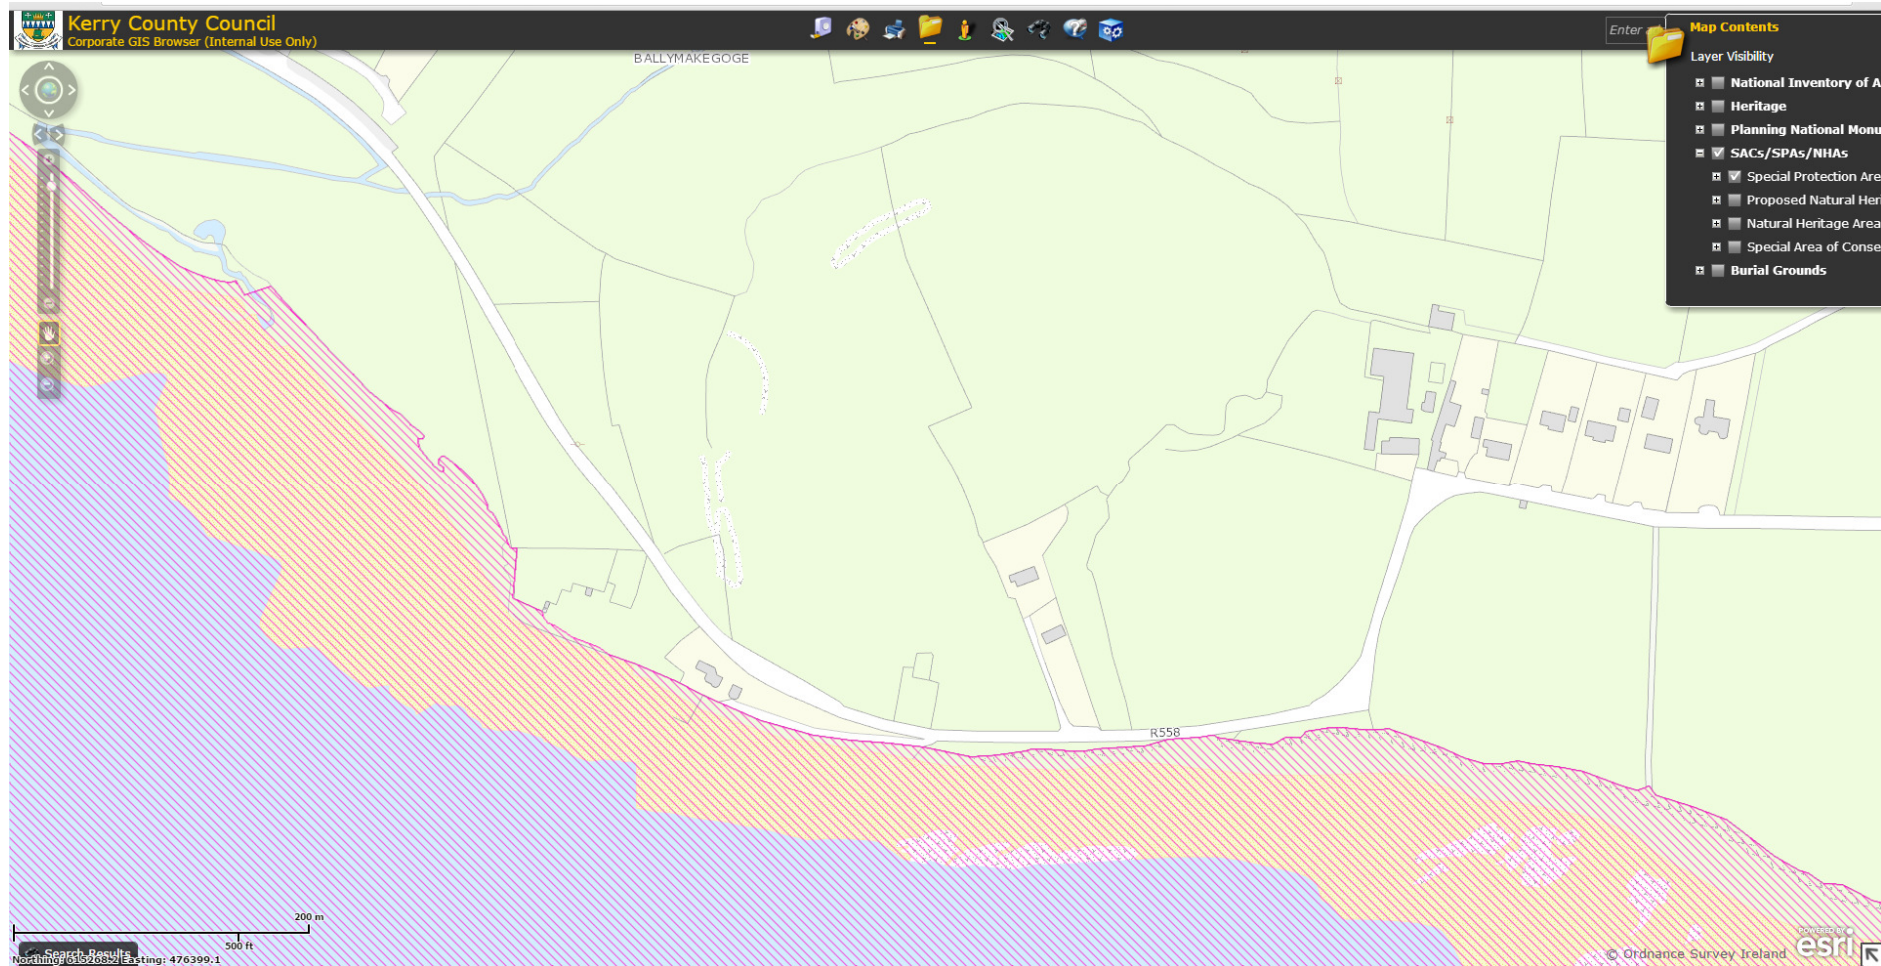 Kerry County Council
Corporate GIS Browser (Internal Use Only)
Enter
Map Contents
Layer Visibility
National Inventory of A
Heritage
Planning National Monu
SACs/SPAs/NHAs
Special Protection Are
Proposed Natural Her
Natural Heritage Area
Special Area of Conse
Burial Grounds
BALLYMAKEGOGE
R558
200 m
500 ft
Search Results
Easting: 476399.1
© Ordnance Survey Ireland
POWERED BY
esri